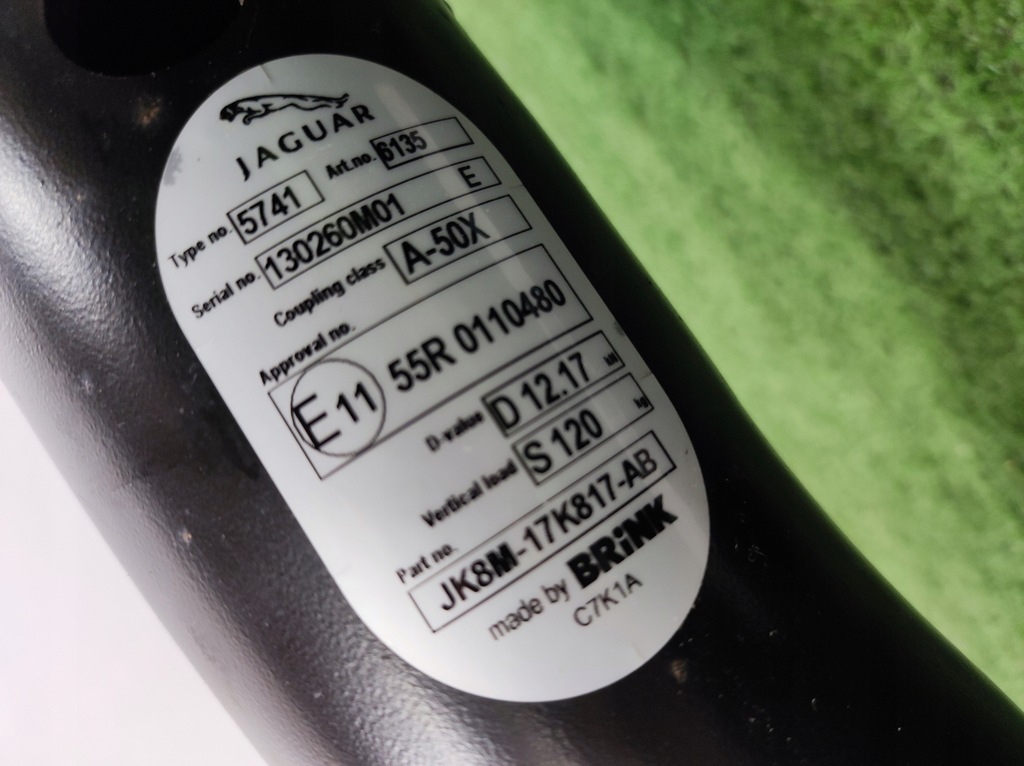 JAGUAR
Type no. 5741 Art.no. 6135
Serial no. 130260M01 E
Coupling class A-50X
Approval no.
E11 55R 0110480
D-value D 12.17 kN
Vertical load S 120 kg
Part no.
JK8M-17K817-AB
made by BRiNK
C7K1A